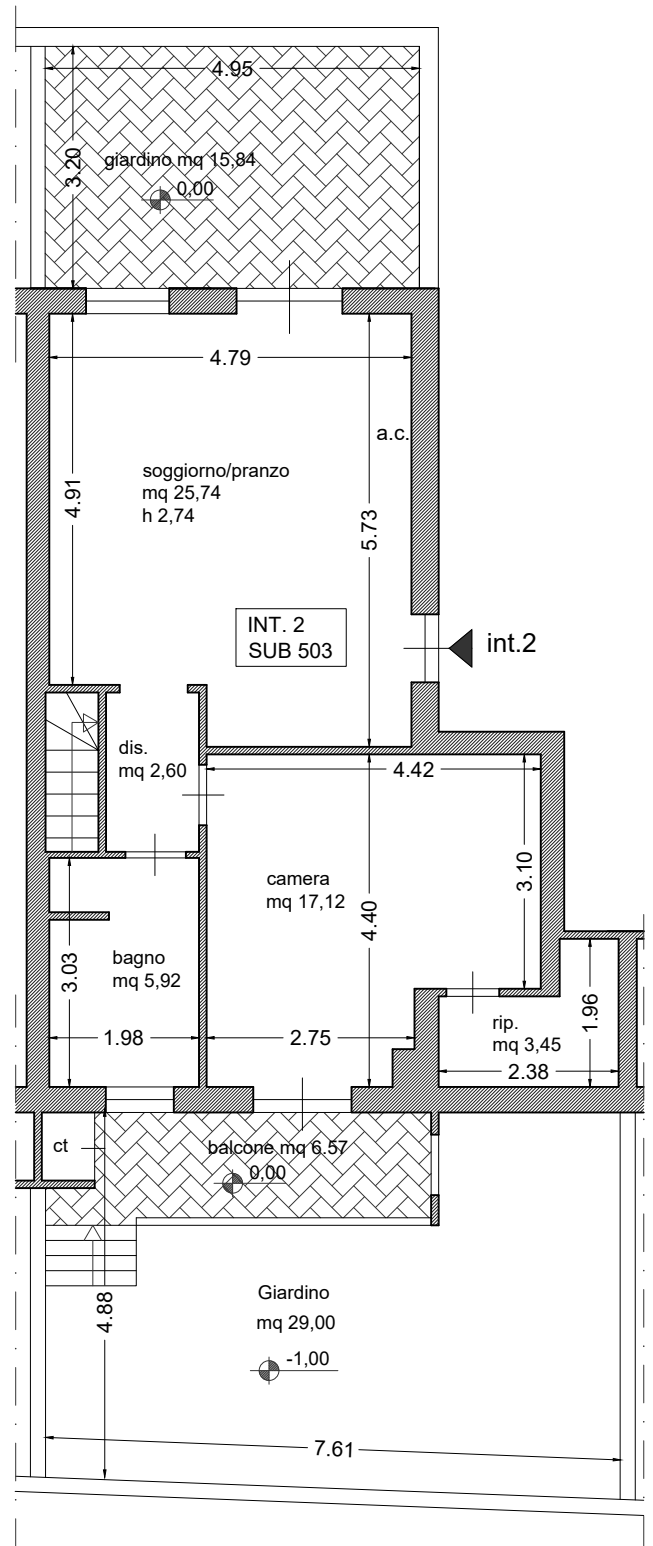 4.95
3.20
giardino mq 15,84
0,00
4.79
a.c.
4.91
soggiorno/pranzo
mq 25,74
h 2,74
5.73
INT. 2
SUB 503
int.2
dis.
mq 2,60
4.42
3.10
camera
mq 17,12
4.40
bagno
mq 5,92
3.03
1.98
2.75
rip.
mq 3,45
1.96
2.38
ct
balcone mq 6.57
0,00
Giardino
mq 29,00
-1,00
4.88
7.61